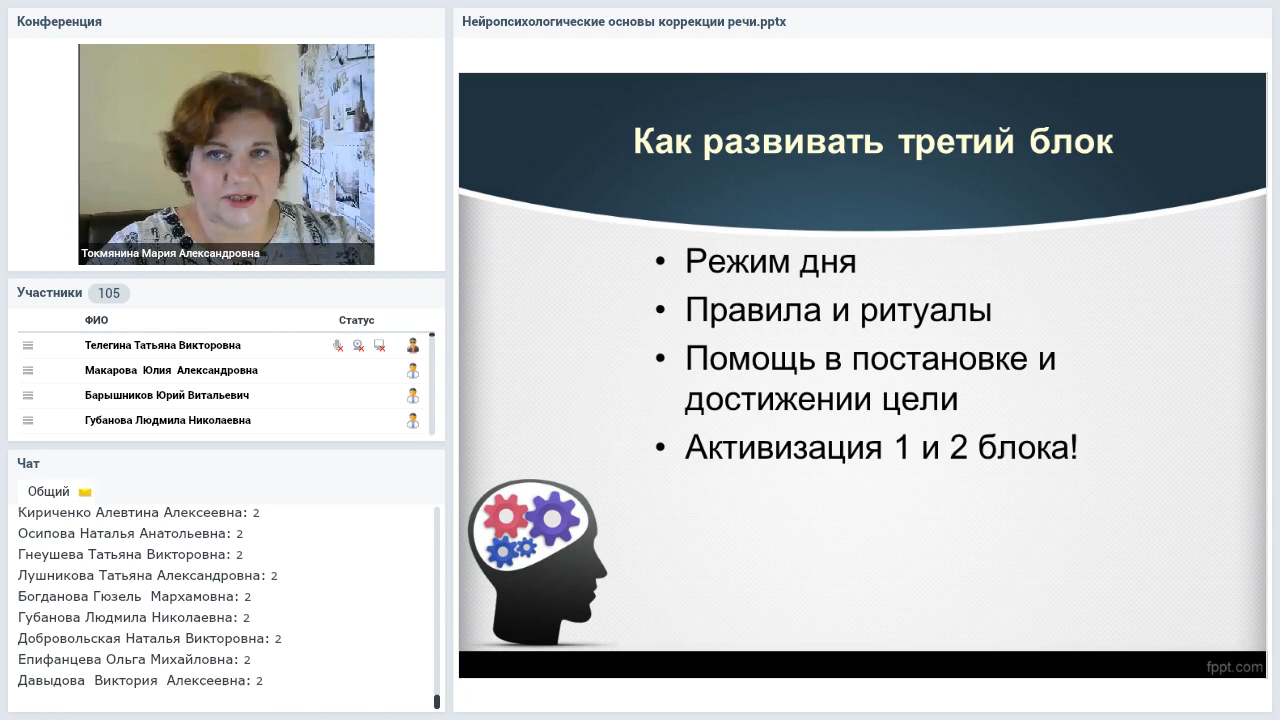 Конференция
Токмянина Мария Александровна
Участники 105
ФИО Статус
Телегина Татьяна Викторовна
Макарова Юлия Александровна
Барышников Юрий Витальевич
Губанова Людмила Николаевна
Чат
Общий
Кириченко Алевтина Алексеевна: 2
Осипова Наталья Анатольевна: 2
Гнеушева Татьяна Викторовна: 2
Лушникова Татьяна Александровна: 2
Богданова Гюзель Мархамовна: 2
Губанова Людмила Николаевна: 2
Добровольская Наталья Викторовна: 2
Епифанцева Ольга Михайловна: 2
Давыдова Виктория Алексеевна: 2
Нейропсихологические основы коррекции речи.pptx
Как развивать третий блок
• Режим дня
• Правила и ритуалы
• Помощь в постановке и
достижении цели
• Активизация 1 и 2 блока!
fppt.com